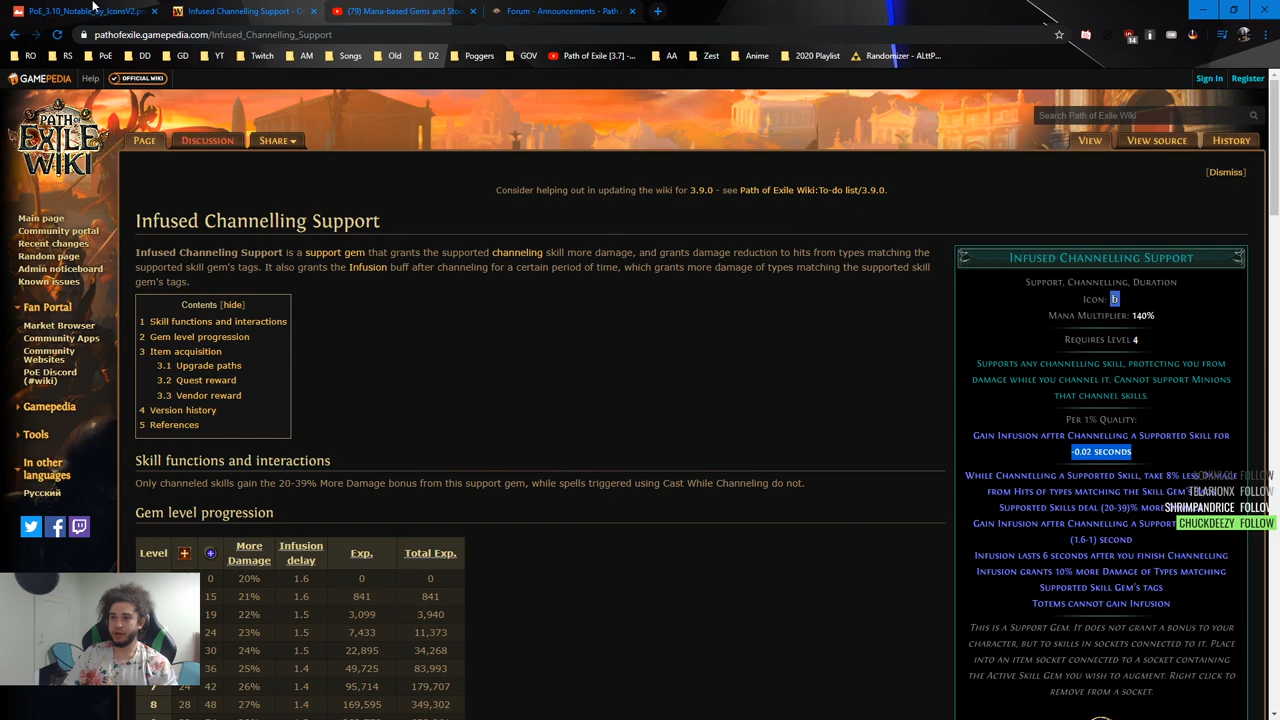 PoE_3.10_Notable_by_IconsV2.p
Infused Channelling Support - O
(79) Mana-based Gems and Sto
Forum - Announcements - Path
pathofexile.gamepedia.com/Infused_Channelling_Support
14
RO RS PoE DD GD YT Twitch AM Songs Old D2 Poggers GOV Path of Exile [3.7] -... AA Zest Anime 2020 Playlist Randomizer - ALttP...
GAMEPEDIA Help OFFICIAL WIKI Sign In Register
PATH OF EXILE WIKI
Search Path of Exile Wiki
PAGE DISCUSSION SHARE VIEW VIEW SOURCE HISTORY
[Dismiss]
Consider helping out in updating the wiki for 3.9.0 - see Path of Exile Wiki:To-do list/3.9.0.
Main page
Community portal
Recent changes
Random page
Admin noticeboard
Known issues
Fan Portal
Market Browser
Community Apps
Community
Websites
PoE Discord
(#wiki)
Gamepedia
Tools
In other
languages
Русский
Infused Channelling Support
Infused Channeling Support is a support gem that grants the supported channeling skill more damage, and grants damage reduction to hits from types matching the
supported skill gem's tags. It also grants the Infusion buff after channeling for a certain period of time, which grants more damage of types matching the supported
skill gem's tags.
Contents [hide]
1 Skill functions and interactions
2 Gem level progression
3 Item acquisition
3.1 Upgrade paths
3.2 Quest reward
3.3 Vendor reward
4 Version history
5 References
Skill functions and interactions
Only channeled skills gain the 20-39% More Damage bonus from this support gem, while spells triggered using Cast While Channeling do not.
Gem level progression
Level More Damage Infusion delay Exp. Total Exp.
0 20% 1.6 0 0
15 21% 1.6 841 841
19 22% 1.5 3,099 3,940
24 23% 1.5 7,433 11,373
30 24% 1.5 22,895 34,268
36 25% 1.4 49,725 83,993
7 24 42 26% 1.4 95,714 179,707
8 28 48 27% 1.4 169,595 349,302
INFUSED CHANNELLING SUPPORT
SUPPORT, CHANNELLING, DURATION
ICON: b
MANA MULTIPLIER: 140%
REQUIRES LEVEL 4
SUPPORTS ANY CHANNELLING SKILL, PROTECTING YOU FROM
DAMAGE WHILE YOU CHANNEL IT. CANNOT SUPPORT MINIONS
THAT CHANNEL SKILLS.
PER 1% QUALITY:
GAIN INFUSION AFTER CHANNELLING A SUPPORTED SKILL FOR
-0.02 SECONDS
WHILE CHANNELLING A SUPPORTED SKILL, TAKE 8% LESS
FROM HITS OF TYPES MATCHING THE SKILL GEM'S
SUPPORTED SKILLS DEAL (20-39)% MORE
GAIN INFUSION AFTER CHANNELLING A SUPPORT
(1.6-1) SECOND
INFUSION LASTS 6 SECONDS AFTER YOU FINISH CHANNELLING
INFUSION GRANTS 10% MORE DAMAGE OF TYPES MATCHING
SUPPORTED SKILL GEM'S TAGS
TOTEMS CANNOT GAIN INFUSION
THIS IS A SUPPORT GEM. IT DOES NOT GRANT A BONUS TO YOUR
CHARACTER, BUT TO SKILLS IN SOCKETS CONNECTED TO IT. PLACE
INTO AN ITEM SOCKET CONNECTED TO A SOCKET CONTAINING
THE ACTIVE SKILL GEM YOU WISH TO AUGMENT. RIGHT CLICK TO
REMOVE FROM A SOCKET.
FOLLOW
TELARIONX FOLLOW
SHRIMPANDRICE FOLLOW
CHUCKDEEZY FOLLOW